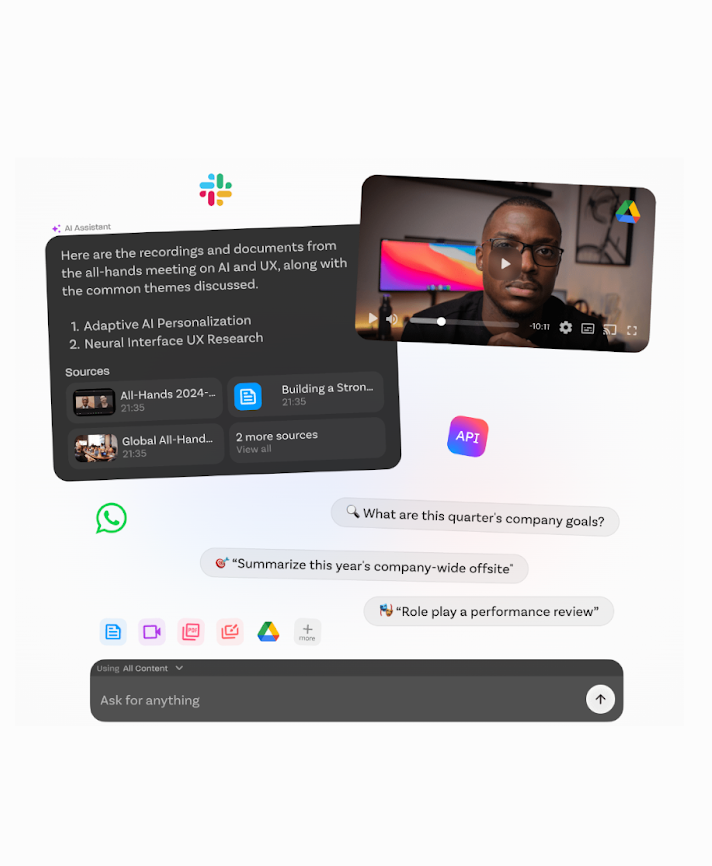 AI Assistant
Here are the recordings and documents from
the all-hands meeting on AI and UX, along with
the common themes discussed.
1. Adaptive AI Personalization
2. Neural Interface UX Research
Sources
All-Hands 2024-...
21:35
Building a Stron...
21:35
Global All-Hand...
21:35
2 more sources
View all
-10:11
API
What are this quarter's company goals?
“Summarize this year's company-wide offsite"
“Role play a performance review”
PDF
more
Using All Content
Ask for anything